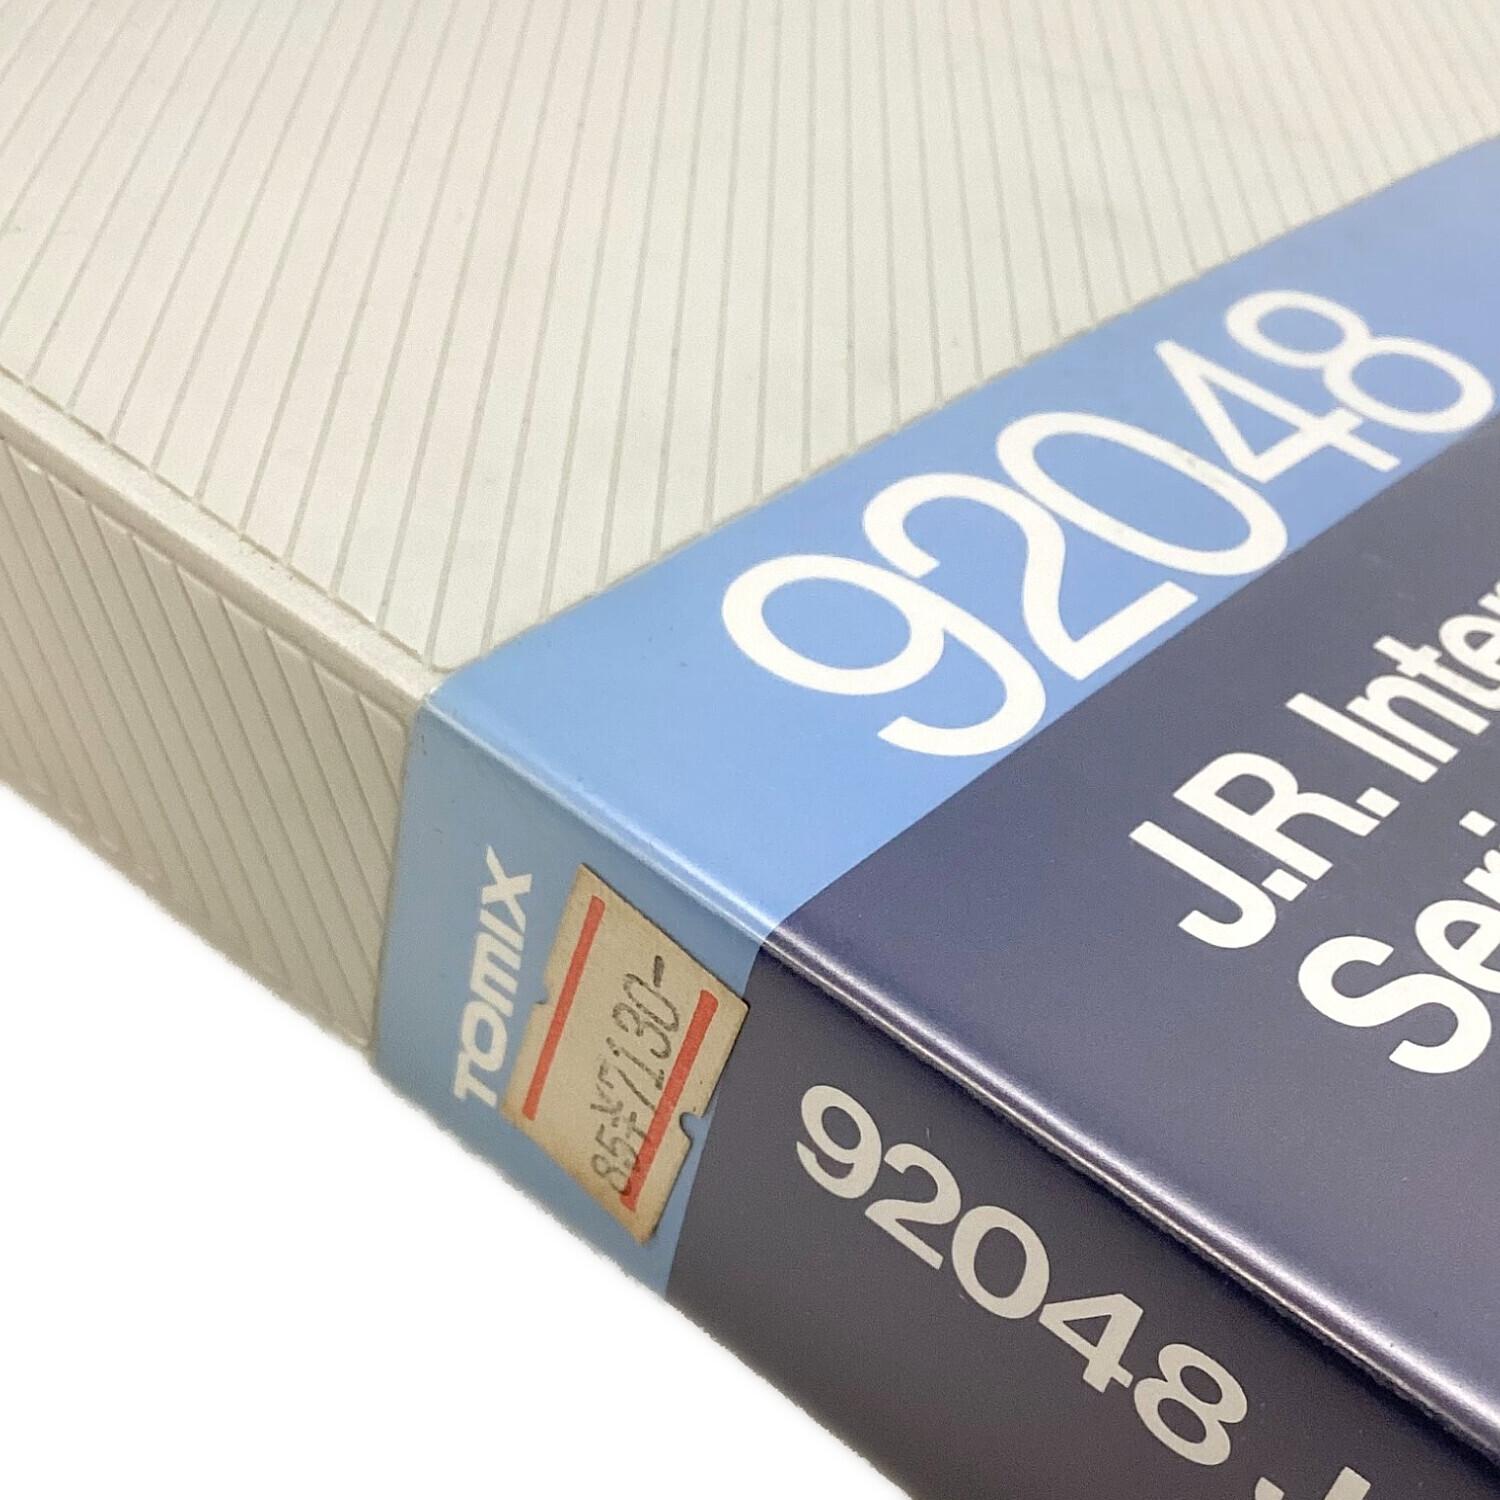 92048
J.R. Inter
Seri
TOMIX
85¥7130-
92048 J